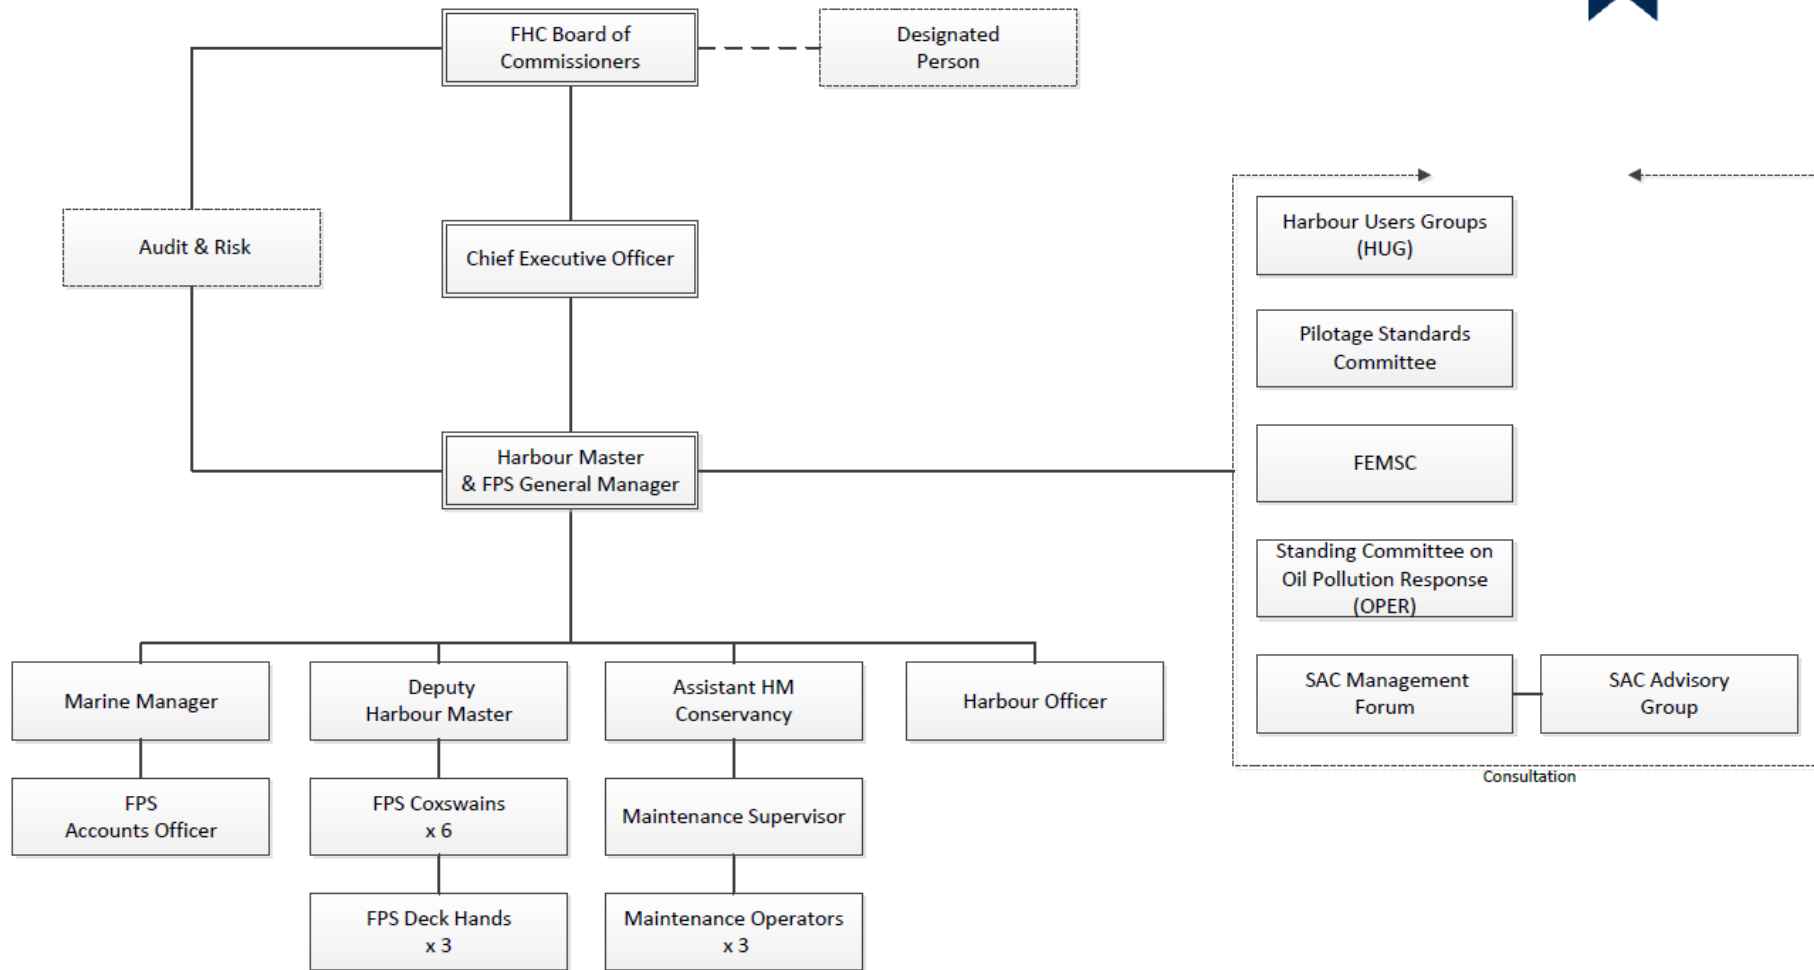 FHC Board of
Commissioners
Designated
Person
Audit & Risk
Chief Executive Officer
Harbour Master
& FPS General Manager
Harbour Users Groups
(HUG)
Pilotage Standards
Committee
FEMSC
Standing Committee on
Oil Pollution Response
(OPER)
SAC Management
Forum
SAC Advisory
Group
Consultation
Marine Manager
Deputy
Harbour Master
Assistant HM
Conservancy
Harbour Officer
FPS
Accounts Officer
FPS Coxswains
x 6
Maintenance Supervisor
FPS Deck Hands
x 3
Maintenance Operators
x 3